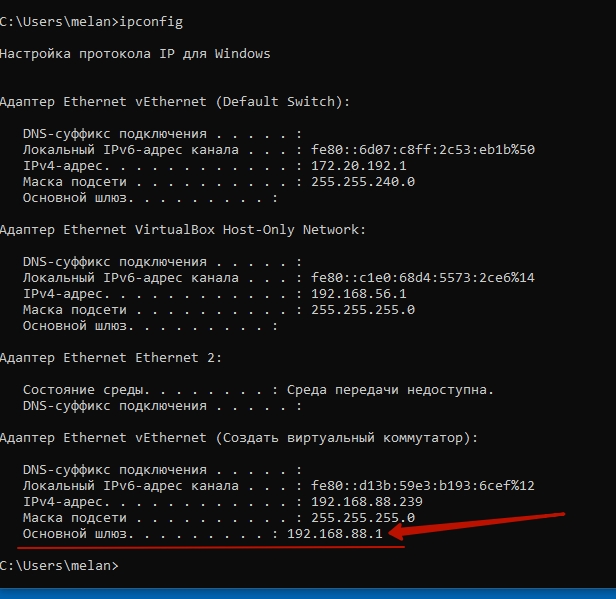 C:\Users\melan>ipconfig
Настройка протокола IP для Windows
Адаптер Ethernet vEthernet (Default Switch):
DNS-суффикс подключения . . . . . :
Локальный IPv6-адрес канала . . . : fe80::6d07:c8ff:2c53:eb1b%50
IPv4-адрес. . . . . . . . . . . . : 172.20.192.1
Маска подсети . . . . . . . . . . : 255.255.240.0
Основной шлюз. . . . . . . . . :
Адаптер Ethernet VirtualBox Host-Only Network:
DNS-суффикс подключения . . . . . :
Локальный IPv6-адрес канала . . . : fe80::c1e0:68d4:5573:2ce6%14
IPv4-адрес. . . . . . . . . . . . : 192.168.56.1
Маска подсети . . . . . . . . . . : 255.255.255.0
Основной шлюз. . . . . . . . . :
Адаптер Ethernet Ethernet 2:
Состояние среды. . . . . . . . : Среда передачи недоступна.
DNS-суффикс подключения . . . . . :
Адаптер Ethernet vEthernet (Создать виртуальный коммутатор):
DNS-суффикс подключения . . . . . :
Локальный IPv6-адрес канала . . . : fe80::d13b:59e3:b193:6cef%12
IPv4-адрес. . . . . . . . . . . . : 192.168.88.239
Маска подсети . . . . . . . . . . : 255.255.255.0
Основной шлюз. . . . . . . . . : 192.168.88.1
C:\Users\melan>